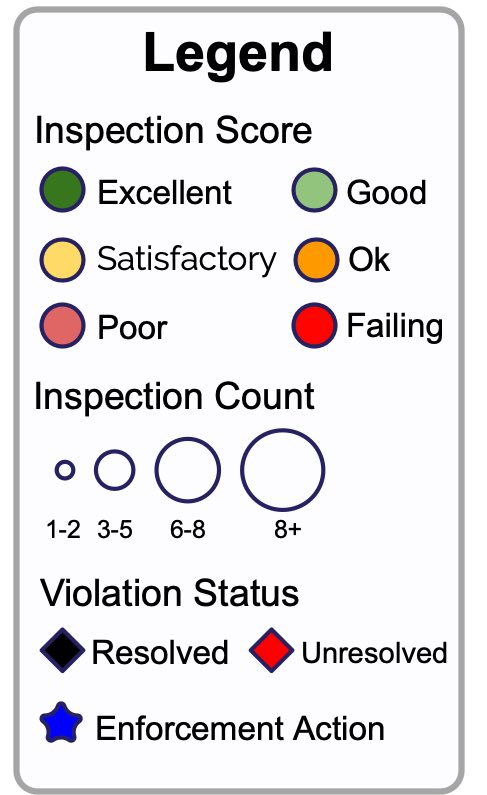 Legend
Inspection Score
Excellent Good
Satisfactory Ok
Poor Failing
Inspection Count
1-2 3-5 6-8 8+
Violation Status
Resolved Unresolved
Enforcement Action